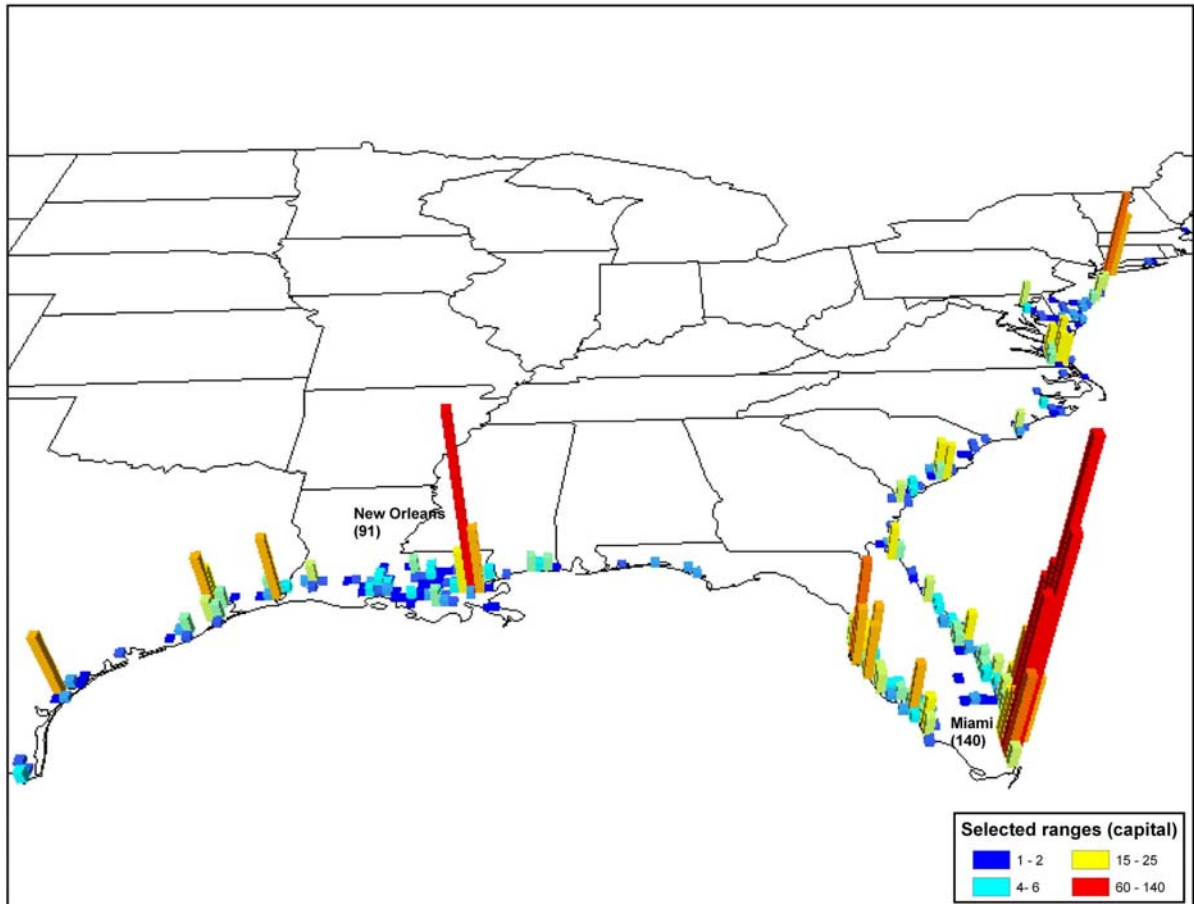 New Orleans
(91)
Miami
(140)
Selected ranges (capital)
1 - 2
15 - 25
4- 6
60 - 140